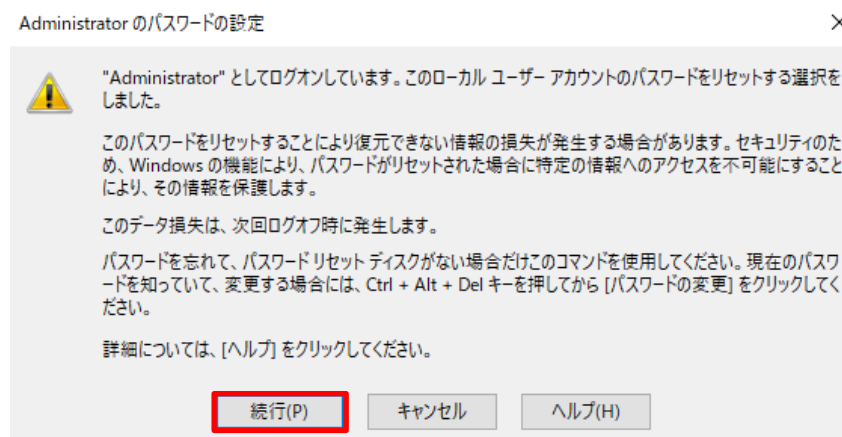 Administrator のパスワードの設定
"Administrator" としてログオンしています。このローカル ユーザー アカウントのパスワードをリセットする選択を
しました。
このパスワードをリセットすることにより復元できない情報の損失が発生する場合があります。セキュリティのた
め、Windows の機能により、パスワードがリセットされた場合に特定の情報へのアクセスを不可能にすること
により、その情報を保護します。
このデータ損失は、次回ログオフ時に発生します。
パスワードを忘れて、パスワード リセット ディスクがない場合だけこのコマンドを使用してください。現在のパスワ
ードを知っていて、変更する場合には、Ctrl + Alt + Del キーを押してから [パスワードの変更] をクリックしてく
ださい。
詳細については、[ヘルプ] をクリックしてください。
続行(P) キャンセル ヘルプ(H)